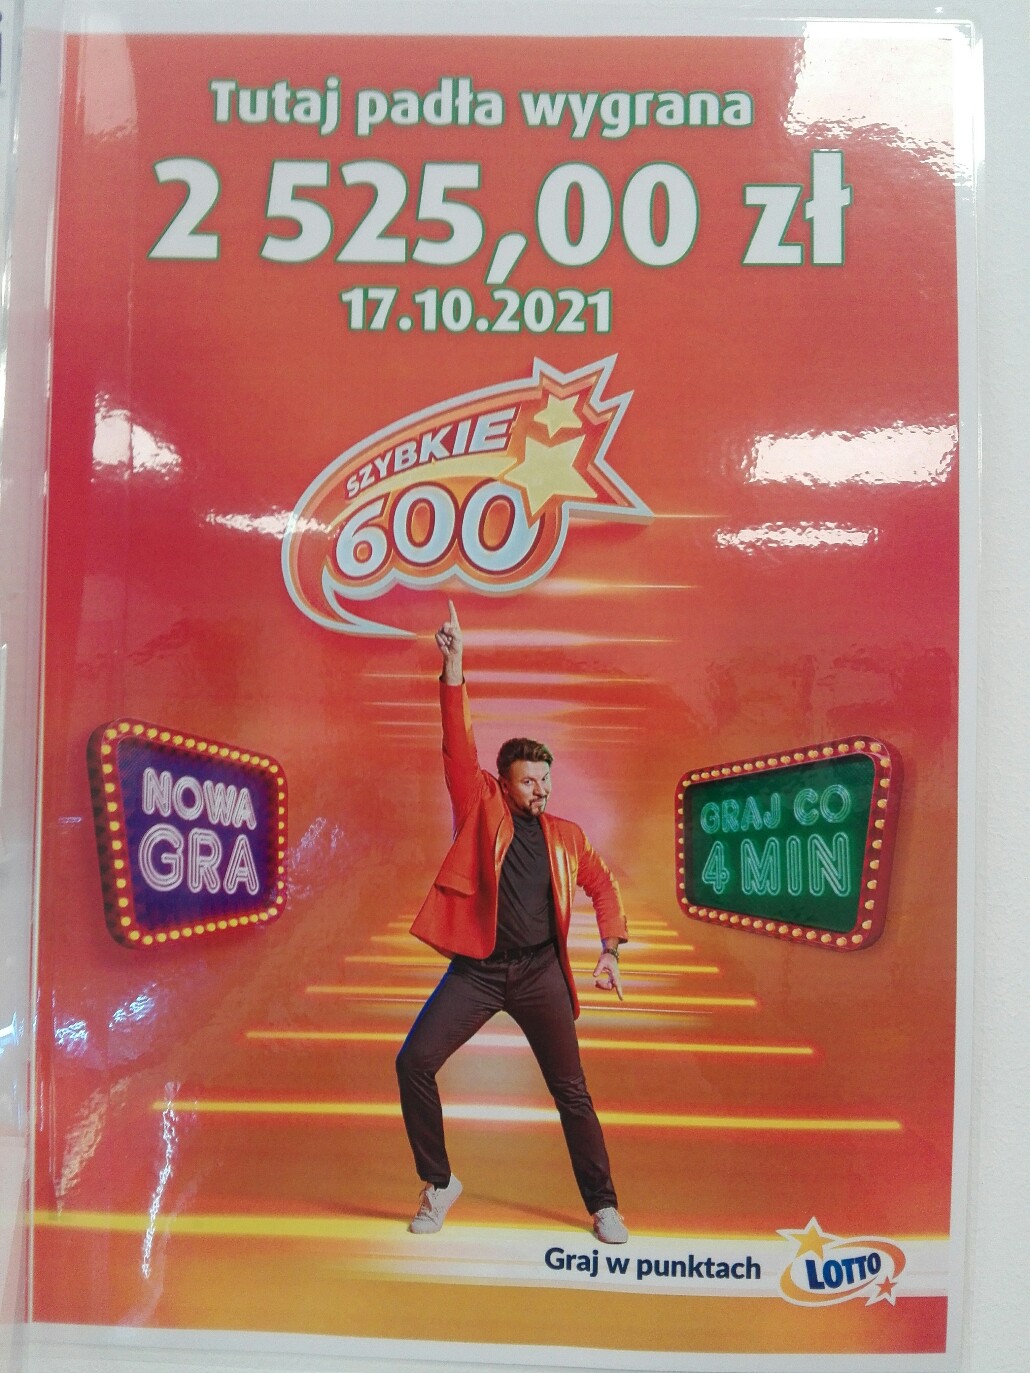 Tutaj padła wygrana
2 525,00 zł
17.10.2021
SZYBKIE
600
NOWA
GRA
GRAJ CO
4 MIN
Graj w punktach
LOTTO